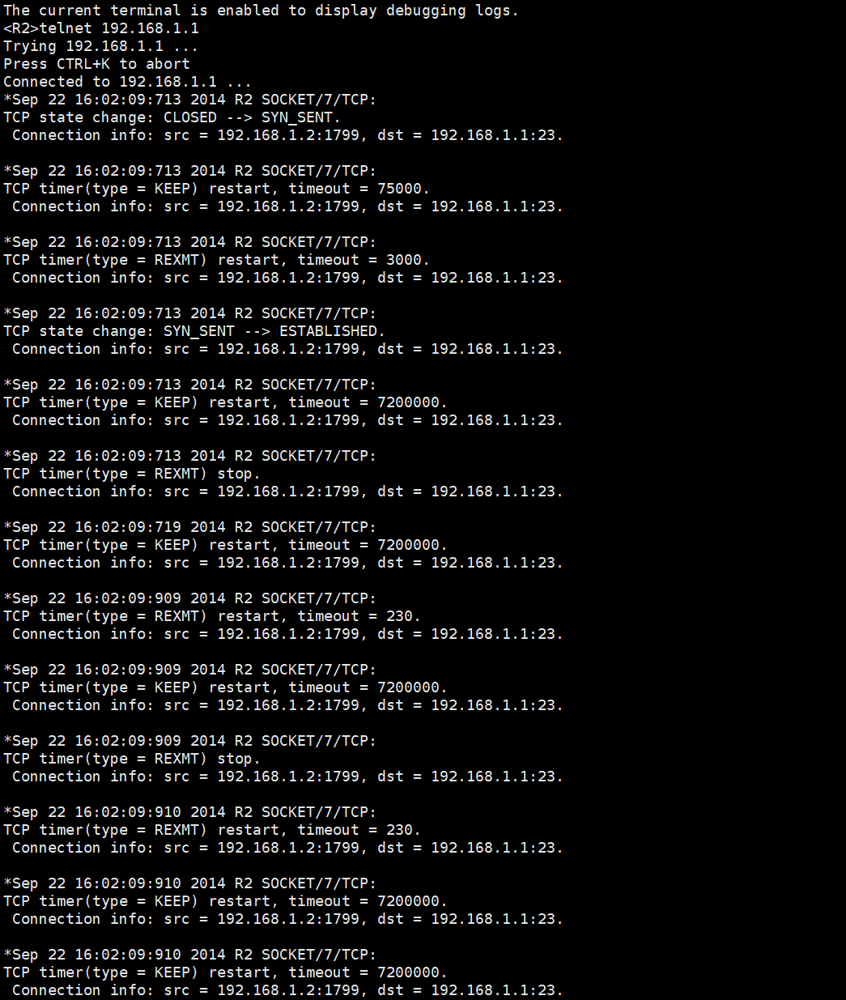 The current terminal is enabled to display debugging logs.
<R2>telnet 192.168.1.1
Trying 192.168.1.1 ...
Press CTRL+K to abort
Connected to 192.168.1.1 ...
*Sep 22 16:02:09:713 2014 R2 SOCKET/7/TCP:
TCP state change: CLOSED --> SYN_SENT.
 Connection info: src = 192.168.1.2:1799, dst = 192.168.1.1:23.

*Sep 22 16:02:09:713 2014 R2 SOCKET/7/TCP:
TCP timer(type = KEEP) restart, timeout = 75000.
 Connection info: src = 192.168.1.2:1799, dst = 192.168.1.1:23.

*Sep 22 16:02:09:713 2014 R2 SOCKET/7/TCP:
TCP timer(type = REXMT) restart, timeout = 3000.
 Connection info: src = 192.168.1.2:1799, dst = 192.168.1.1:23.

*Sep 22 16:02:09:713 2014 R2 SOCKET/7/TCP:
TCP state change: SYN_SENT --> ESTABLISHED.
 Connection info: src = 192.168.1.2:1799, dst = 192.168.1.1:23.

*Sep 22 16:02:09:713 2014 R2 SOCKET/7/TCP:
TCP timer(type = KEEP) restart, timeout = 7200000.
 Connection info: src = 192.168.1.2:1799, dst = 192.168.1.1:23.

*Sep 22 16:02:09:713 2014 R2 SOCKET/7/TCP:
TCP timer(type = REXMT) stop.
 Connection info: src = 192.168.1.2:1799, dst = 192.168.1.1:23.

*Sep 22 16:02:09:719 2014 R2 SOCKET/7/TCP:
TCP timer(type = KEEP) restart, timeout = 7200000.
 Connection info: src = 192.168.1.2:1799, dst = 192.168.1.1:23.

*Sep 22 16:02:09:909 2014 R2 SOCKET/7/TCP:
TCP timer(type = REXMT) restart, timeout = 230.
 Connection info: src = 192.168.1.2:1799, dst = 192.168.1.1:23.

*Sep 22 16:02:09:909 2014 R2 SOCKET/7/TCP:
TCP timer(type = KEEP) restart, timeout = 7200000.
 Connection info: src = 192.168.1.2:1799, dst = 192.168.1.1:23.

*Sep 22 16:02:09:909 2014 R2 SOCKET/7/TCP:
TCP timer(type = REXMT) stop.
 Connection info: src = 192.168.1.2:1799, dst = 192.168.1.1:23.

*Sep 22 16:02:09:910 2014 R2 SOCKET/7/TCP:
TCP timer(type = REXMT) restart, timeout = 230.
 Connection info: src = 192.168.1.2:1799, dst = 192.168.1.1:23.

*Sep 22 16:02:09:910 2014 R2 SOCKET/7/TCP:
TCP timer(type = KEEP) restart, timeout = 7200000.
 Connection info: src = 192.168.1.2:1799, dst = 192.168.1.1:23.

*Sep 22 16:02:09:910 2014 R2 SOCKET/7/TCP:
TCP timer(type = KEEP) restart, timeout = 7200000.
 Connection info: src = 192.168.1.2:1799, dst = 192.168.1.1:23.